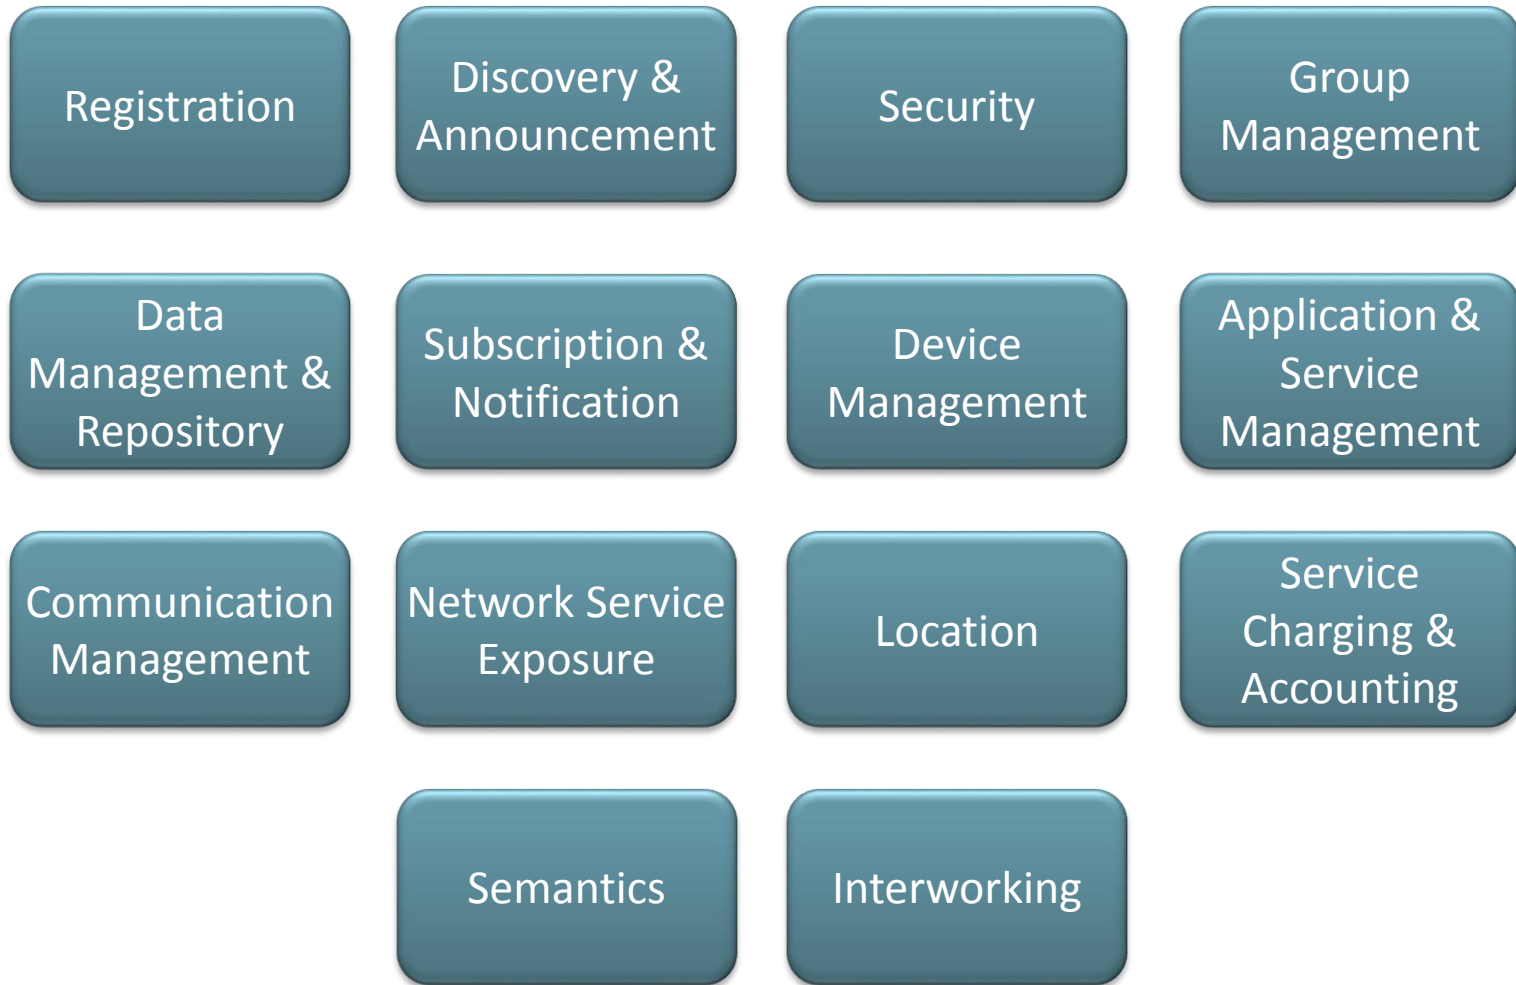 Registration
Discovery &
Announcement
Security
Group
Management
Data
Management &
Repository
Subscription &
Notification
Device
Management
Application &
Service
Management
Communication
Management
Network Service
Exposure
Location
Service
Charging &
Accounting
Semantics
Interworking